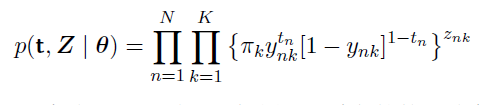 p(t, Z | θ) = ∏_{n=1}^{N} ∏_{k=1}^{K} {π_k y_{nk}^{t_n} [1 − y_{nk}]^{1−t_n}}^{z_{nk}}